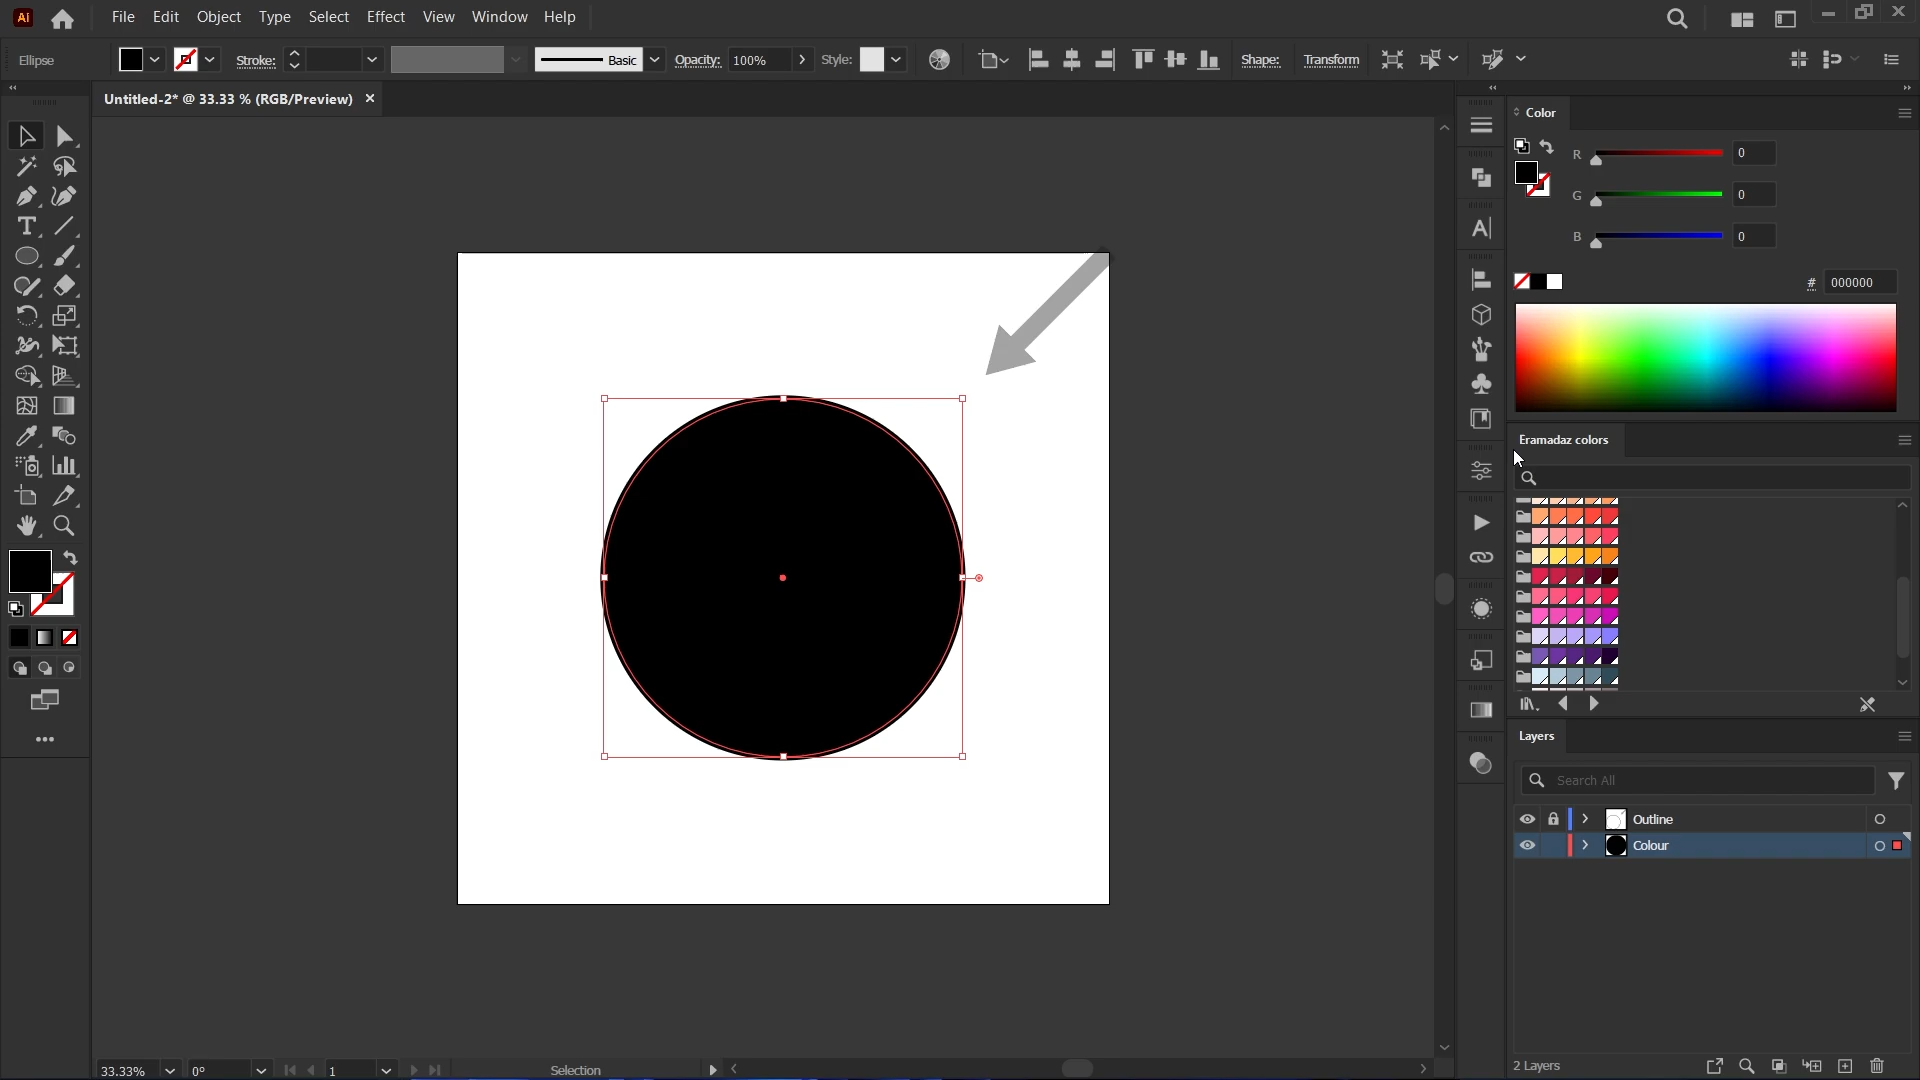 Ai File Edit Object Type Select Effect View Window Help
Ellipse Stroke: Basic Opacity: 100% Style: Shape: Transform
Untitled-2* @ 33.33 % (RGB/Preview)
Color
R 0
G 0
B 0
# 000000
Eramadaz colors
Layers
Search All
Outline
Colour
33.33% 0° 1 Selection
2 Layers